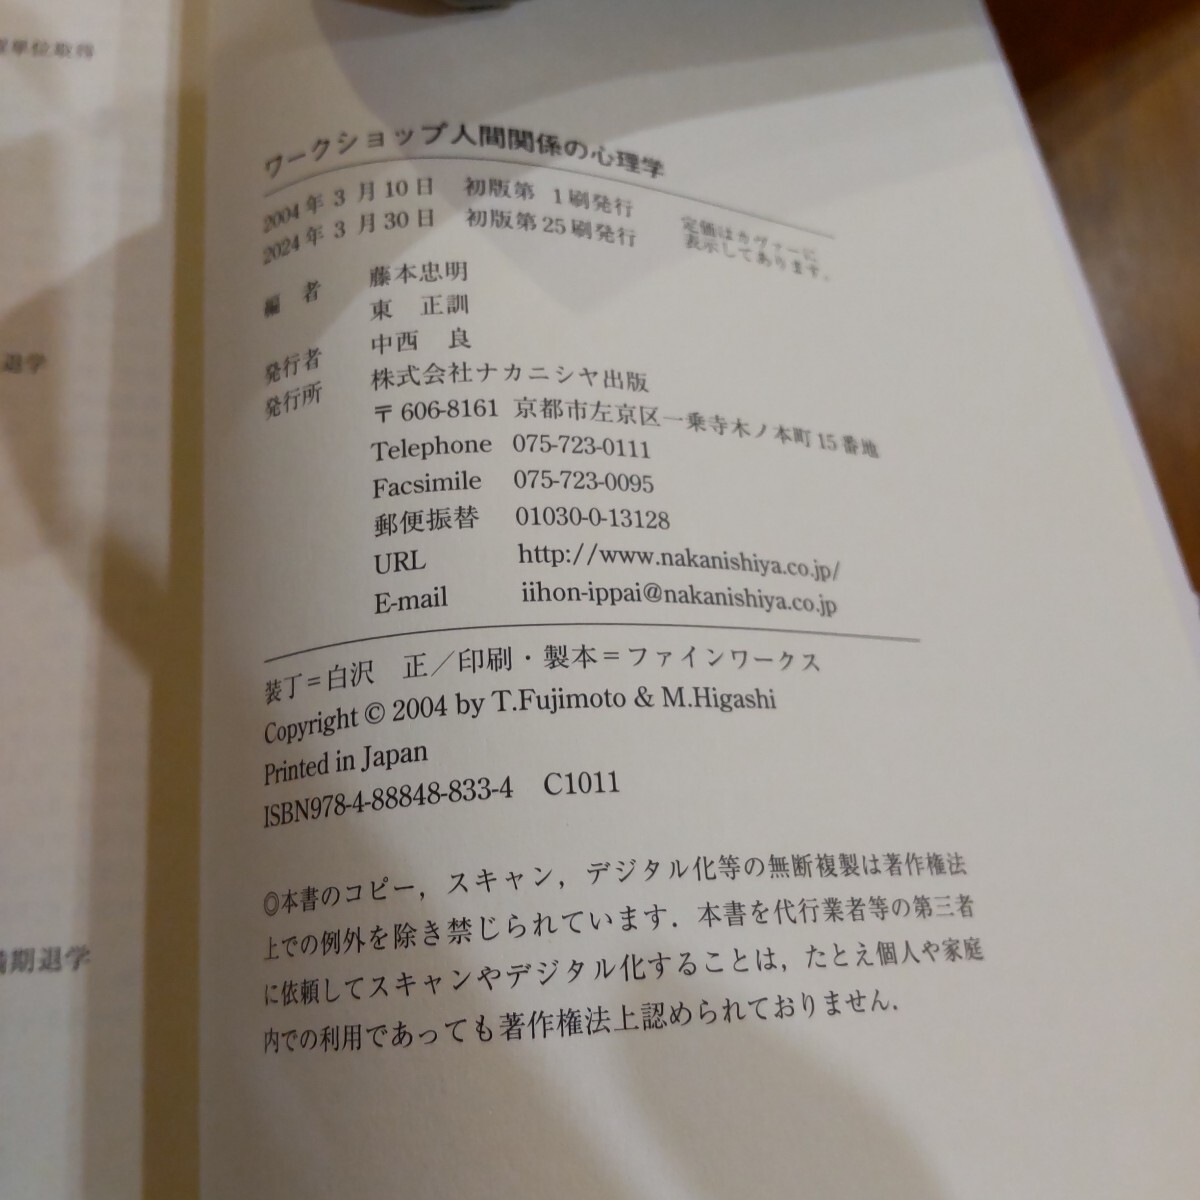 単位取得
退学
期退学
ワークショップ人間関係の心理学
2004年 3 月10日 初版第 1刷発行
2024年 3 月30日 初版第25刷発行
定価はカヴァーに
表示してあります.
編 者 藤本忠明
東 正訓
発行者 中西 良
発行所 株式会社ナカニシヤ出版
〒606-8161 京都市左京区一乗寺木ノ本町15番地
Telephone 075-723-0111
Facsimile 075-723-0095
郵便振替 01030-0-13128
URL http://www.nakanishiya.co.jp/
E-mail iihon-ippai@nakanishiya.co.jp
装丁=白沢 正／印刷・製本=ファインワークス
Copyright © 2004 by T.Fujimoto & M.Higashi
Printed in Japan
ISBN978-4-88848-833-4 C1011
◎本書のコピー，スキャン，デジタル化等の無断複製は著作権法
上での例外を除き禁じられています．本書を代行業者等の第三者
に依頼してスキャンやデジタル化することは，たとえ個人や家庭
内での利用であっても著作権法上認められておりません．